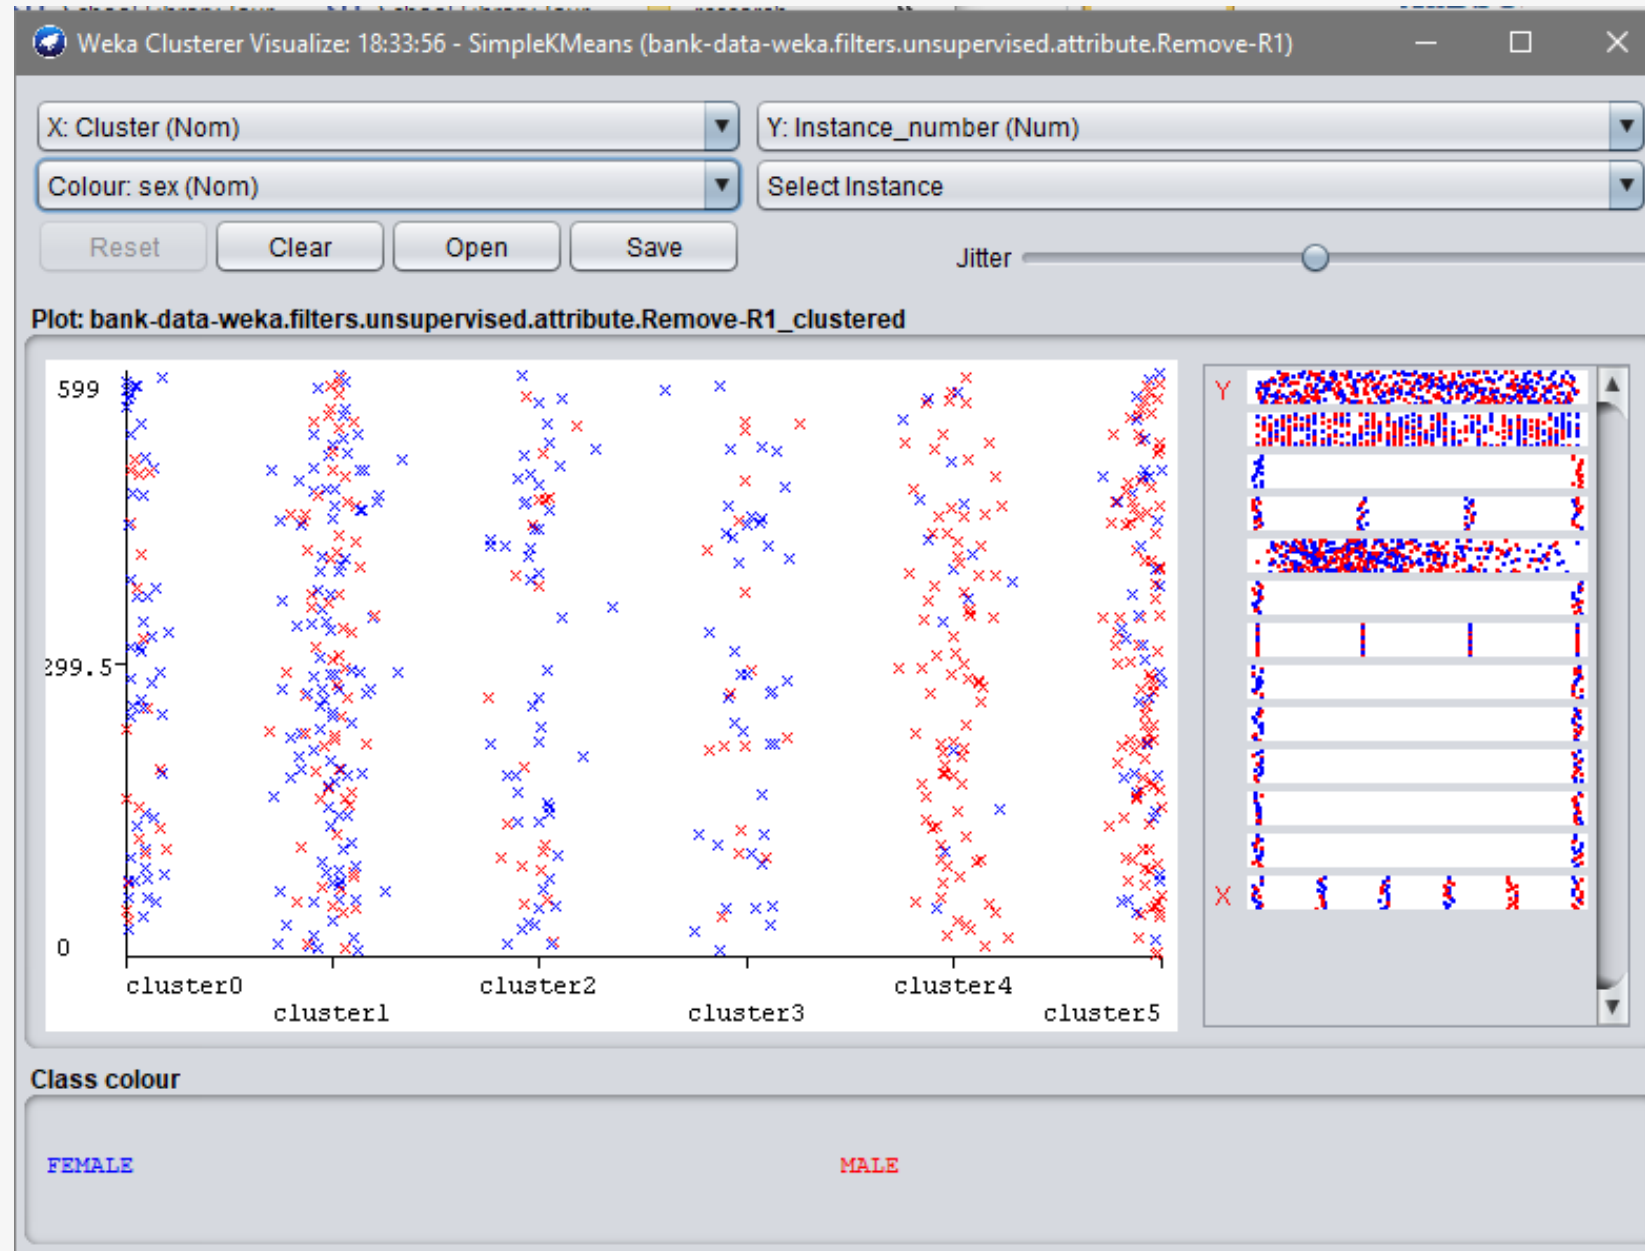 Weka Clusterer Visualize: 18:33:56 - SimpleKMeans (bank-data-weka.filters.unsupervised.attribute.Remove-R1)
X: Cluster (Nom)
Y: Instance_number (Num)
Colour: sex (Nom)
Select Instance
Reset
Clear
Open
Save
Jitter
Plot: bank-data-weka.filters.unsupervised.attribute.Remove-R1_clustered
599
299.5
0
cluster0
cluster1
cluster2
cluster3
cluster4
cluster5
Y
X
Class colour
FEMALE
MALE